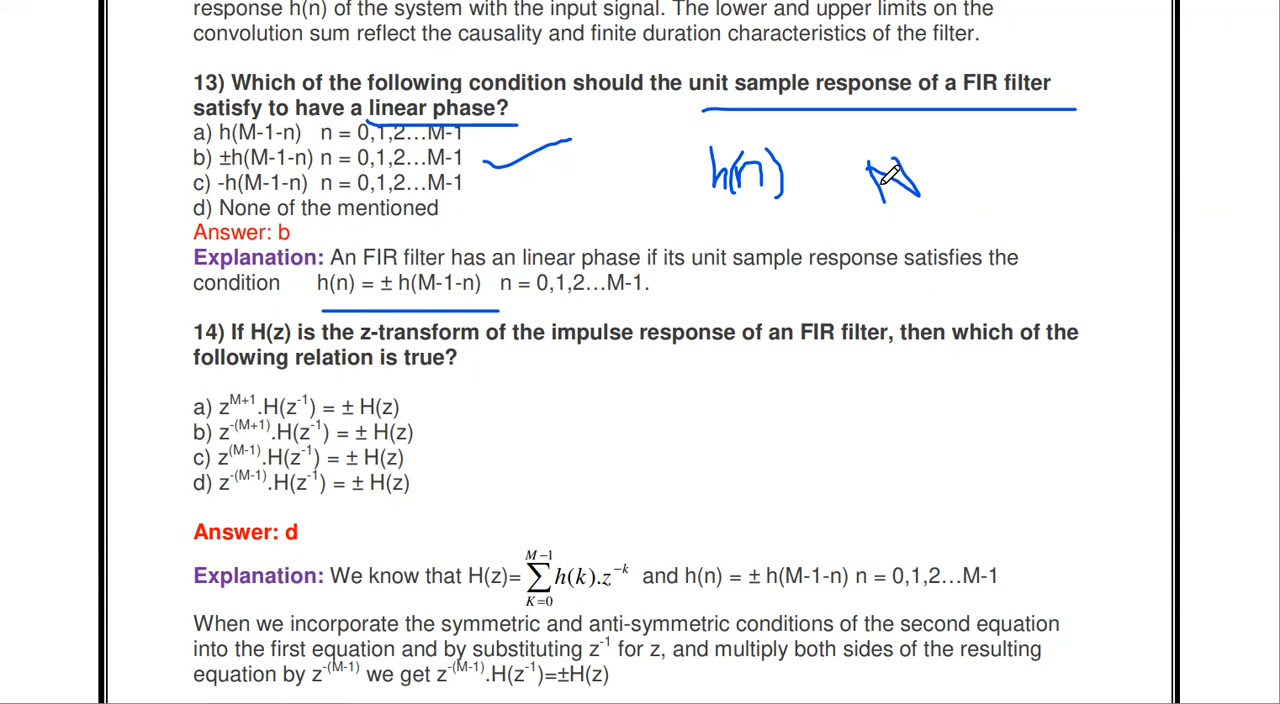 response h(n) of the system with the input signal. The lower and upper limits on the
convolution sum reflect the causality and finite duration characteristics of the filter.
13) Which of the following condition should the unit sample response of a FIR filter
satisfy to have a linear phase?
a) h(M-1-n) n = 0,1,2…M-1
b) ±h(M-1-n) n = 0,1,2…M-1
c) -h(M-1-n) n = 0,1,2…M-1
h(n)
d) None of the mentioned
Answer: b
Explanation: An FIR filter has an linear phase if its unit sample response satisfies the
condition h(n) = ± h(M-1-n) n = 0,1,2…M-1.
14) If H(z) is the z-transform of the impulse response of an FIR filter, then which of the
following relation is true?
a) z^{M+1}.H(z^{-1}) = ± H(z)
b) z^{-(M+1)}.H(z^{-1}) = ± H(z)
c) z^{(M-1)}.H(z^{-1}) = ± H(z)
d) z^{-(M-1)}.H(z^{-1}) = ± H(z)
Answer: d
Explanation: We know that H(z)= \sum_{K=0}^{M-1} h(k).z^{-k} and h(n) = ± h(M-1-n) n = 0,1,2…M-1
When we incorporate the symmetric and anti-symmetric conditions of the second equation
into the first equation and by substituting z^{-1} for z, and multiply both sides of the resulting
equation by z^{-(M-1)} we get z^{-(M-1)}.H(z^{-1})=±H(z)